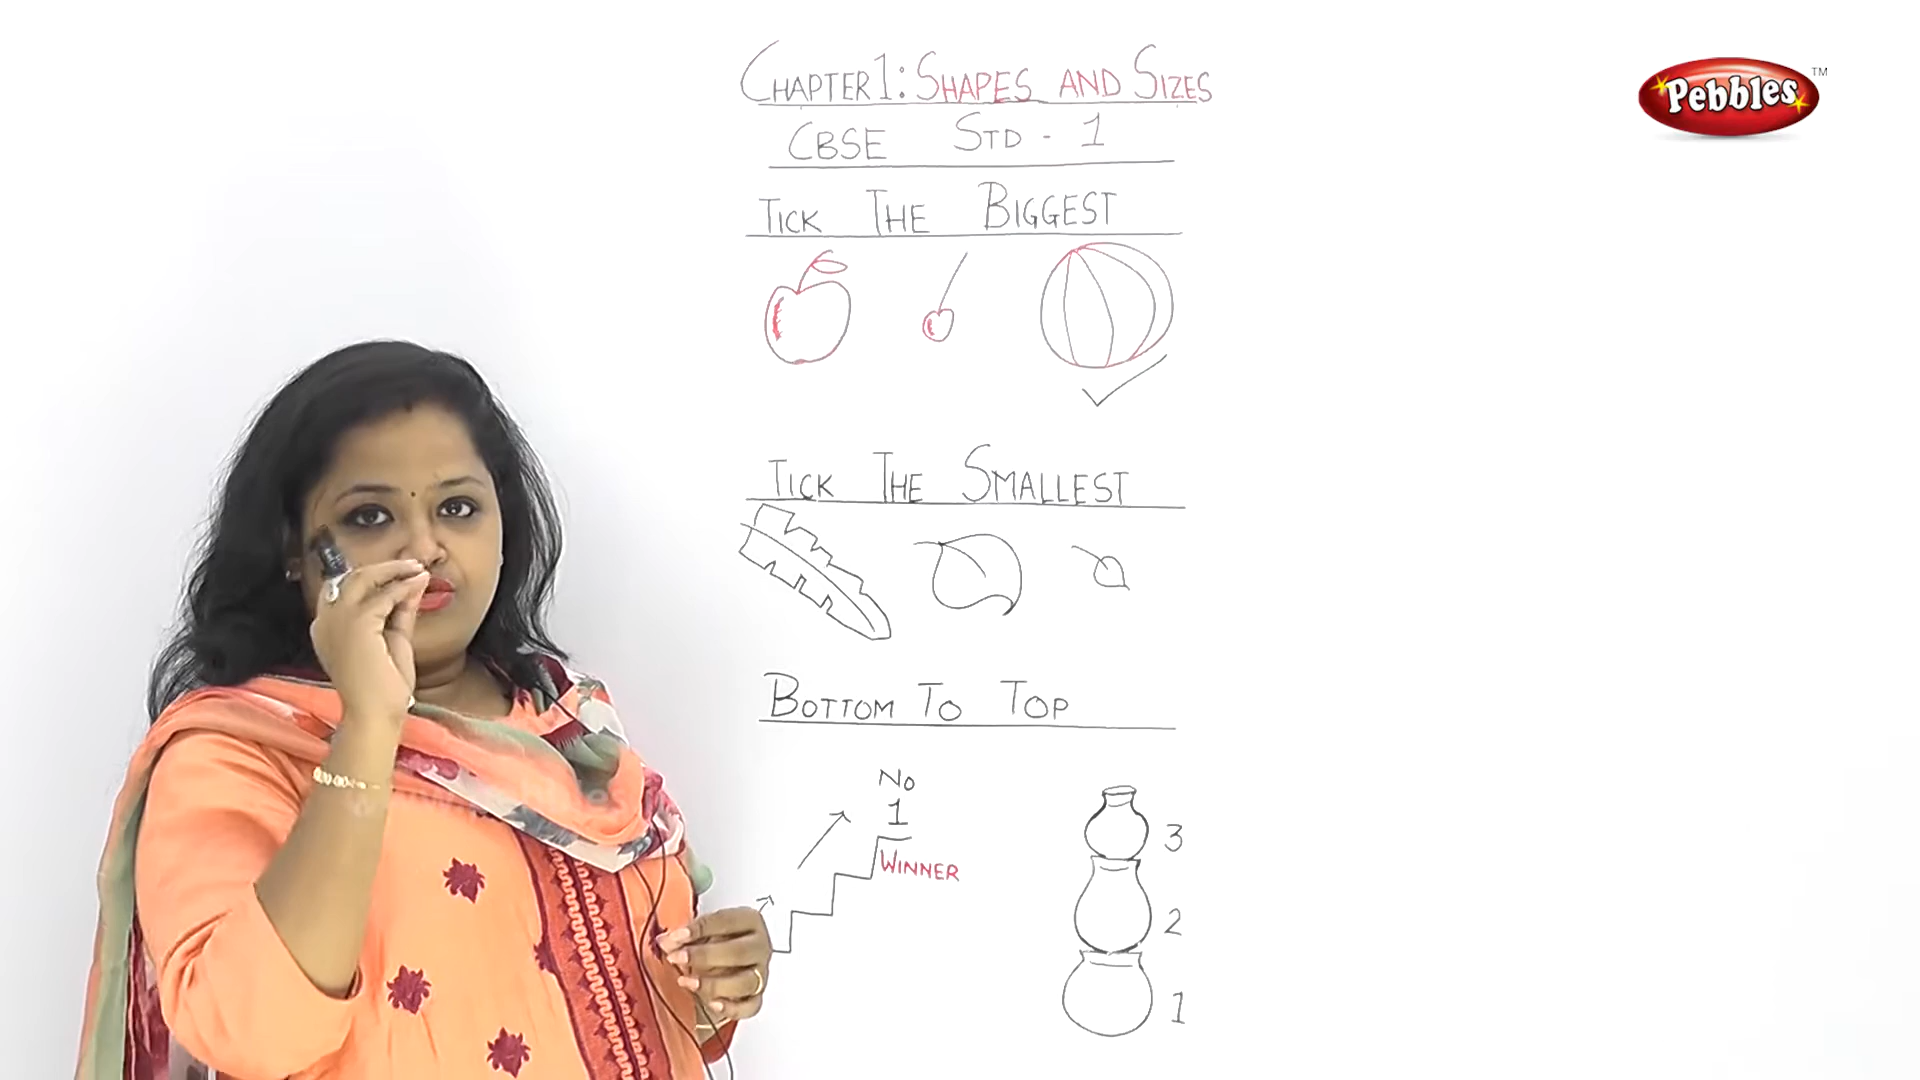 CHAPTER 1: SHAPES AND SIZES
Pebbles TM
CBSE STD - 1
TICK THE BIGGEST
TICK THE SMALLEST
BOTTOM TO TOP
No
1
WINNER
3
2
1